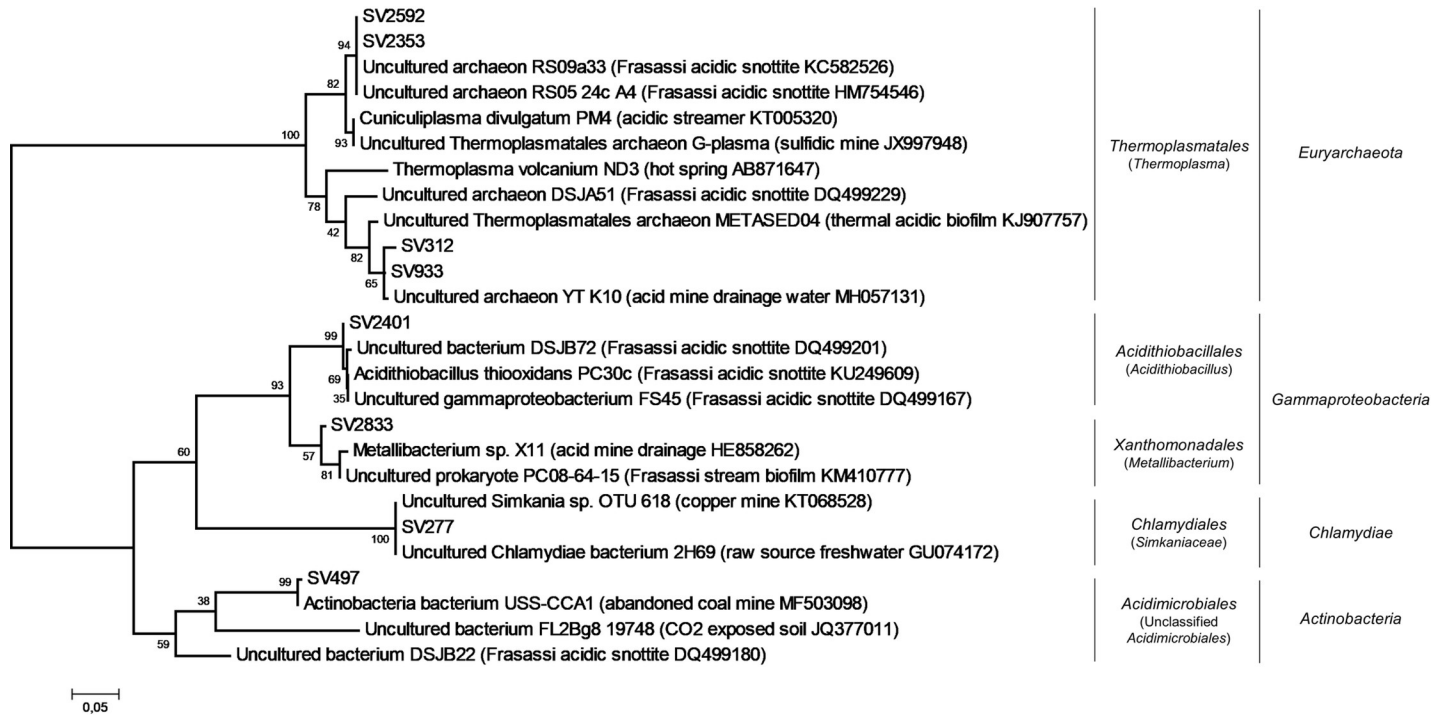 SV2592
94
SV2353
Uncultured archaeon RS09a33 (Frasassi acidic snottite KC582526)
82
Uncultured archaeon RS05 24c A4 (Frasassi acidic snottite HM754546)
Cuniculiplasma divulgatum PM4 (acidic streamer KT005320)
100
93
Uncultured Thermoplasmatales archaeon G-plasma (sulfidic mine JX997948)
Thermoplasmatales
(Thermoplasma)
Euryarchaeota
Thermoplasma volcanium ND3 (hot spring AB871647)
Uncultured archaeon DSJA51 (Frasassi acidic snottite DQ499229)
78
Uncultured Thermoplasmatales archaeon METASED04 (thermal acidic biofilm KJ907757)
42
SV312
82
SV933
65
Uncultured archaeon YT K10 (acid mine drainage water MH057131)
SV2401
99
Uncultured bacterium DSJB72 (Frasassi acidic snottite DQ499201)
Acidithiobacillales
(Acidithiobacillus)
Acidithiobacillus thiooxidans PC30c (Frasassi acidic snottite KU249609)
69
93
Uncultured gammaproteobacterium FS45 (Frasassi acidic snottite DQ499167)
35
Gammaproteobacteria
SV2833
Metallibacterium sp. X11 (acid mine drainage HE858262)
Xanthomonadales
(Metallibacterium)
57
60
Uncultured prokaryote PC08-64-15 (Frasassi stream biofilm KM410777)
81
Uncultured Simkania sp. OTU 618 (copper mine KT068528)
SV277
Chlamydiales
(Simkaniaceae)
Chlamydiae
100
Uncultured Chlamydiae bacterium 2H69 (raw source freshwater GU074172)
SV497
99
Actinobacteria bacterium USS-CCA1 (abandoned coal mine MF503098)
38
Acidimicrobiales
(Unclassified
Acidimicrobiales)
Actinobacteria
Uncultured bacterium FL2Bg8 19748 (CO2 exposed soil JQ377011)
59
Uncultured bacterium DSJB22 (Frasassi acidic snottite DQ499180)
0,05